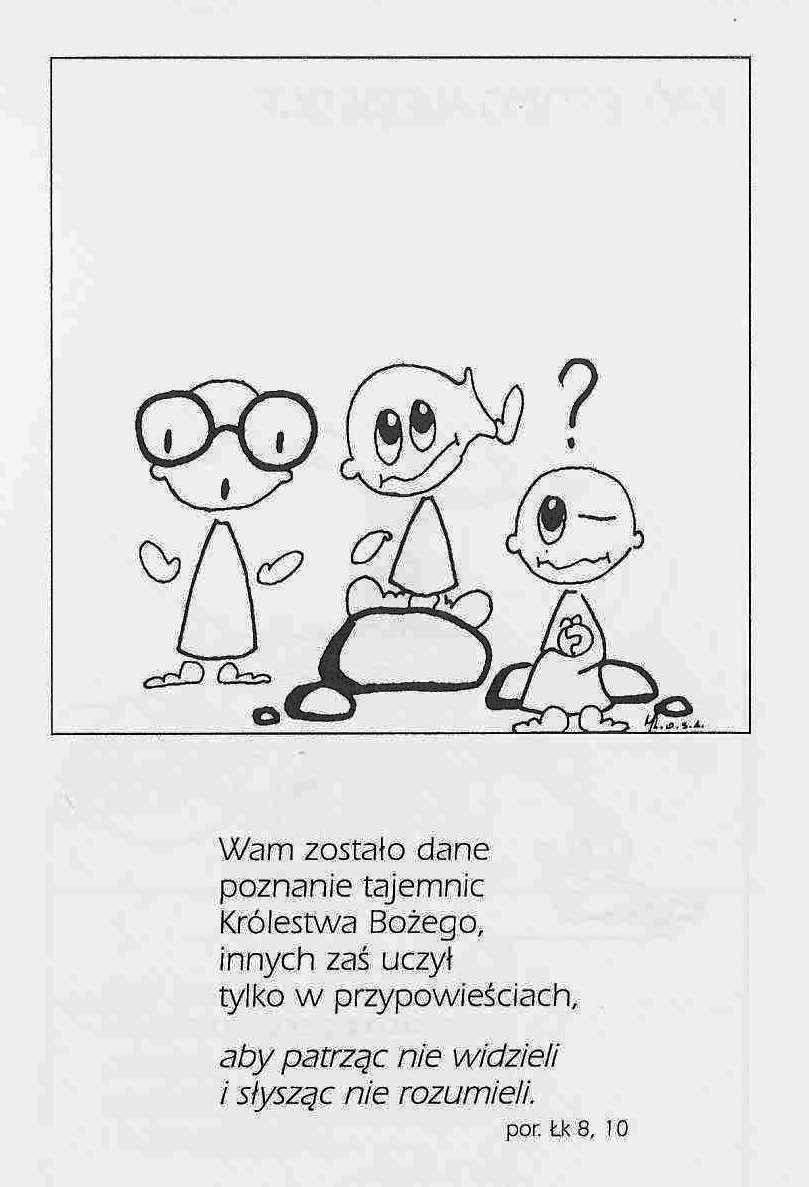 ?
Wam zostało dane
poznanie tajemnic
Królestwa Bożego,
innych zaś uczył
tylko w przypowieściach,
aby patrząc nie widzieli
i słysząc nie rozumieli.
por. Łk 8, 10